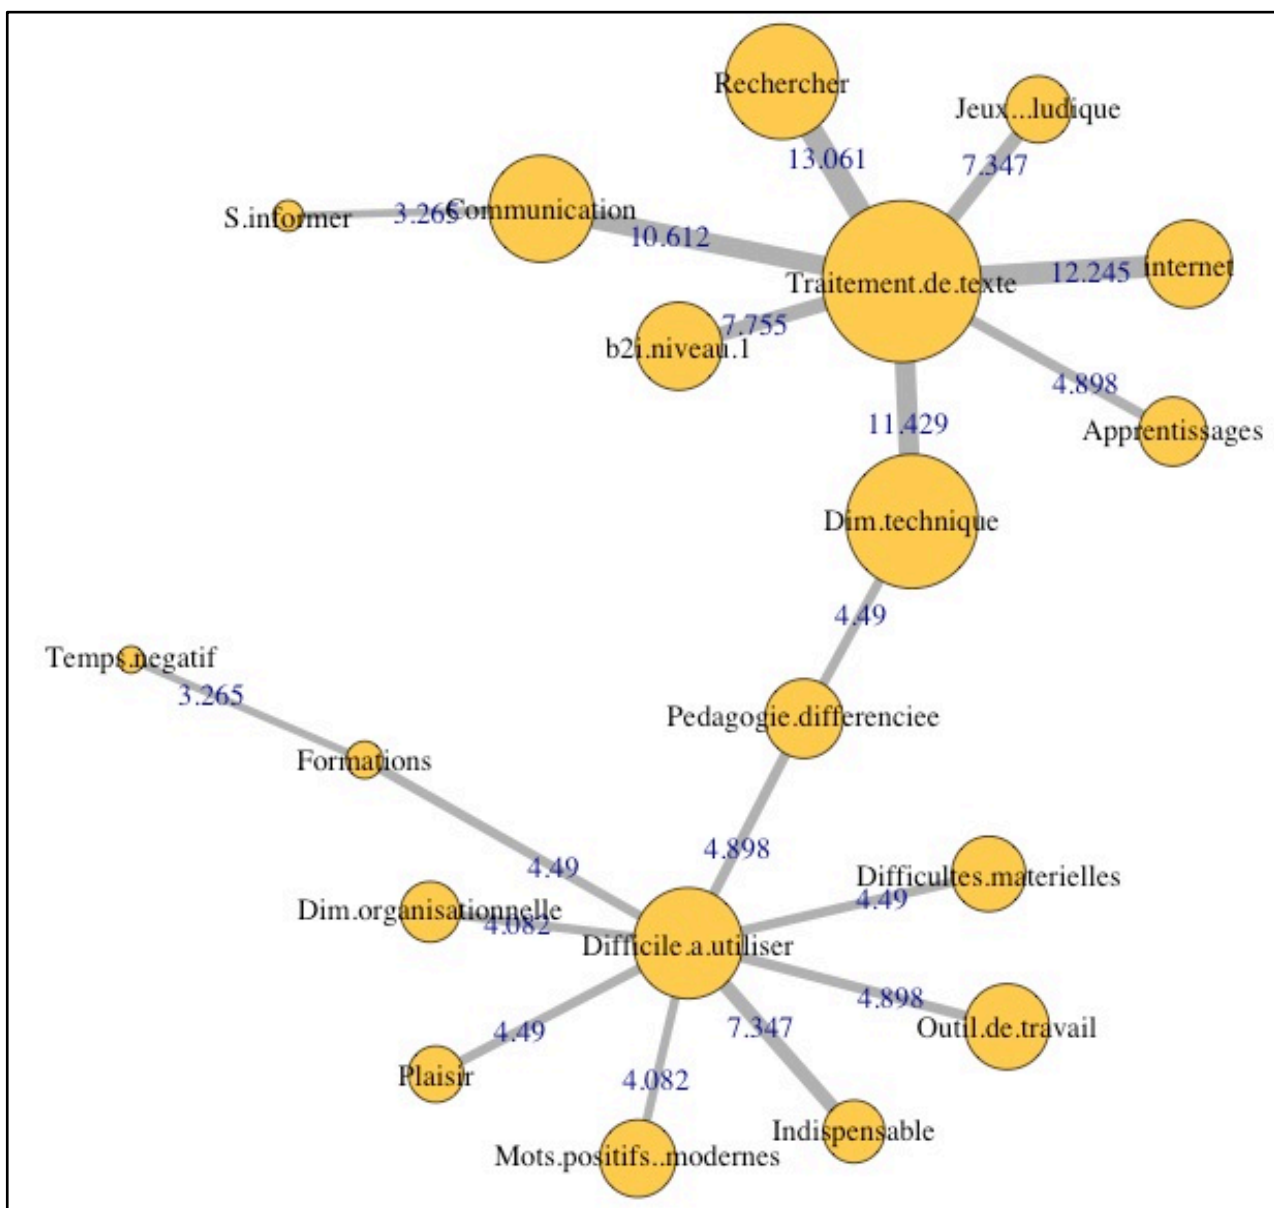 Rechercher
Jeux...ludique
13.061
7.347
S.informer
3.265
Communication
10.612
Traitement.de.texte
12.245
internet
7.755
b2i.niveau.1
4.898
Apprentissages
11.429
Dim.technique
4.49
Temps.negatif
3.265
Pedagogie.differenciee
Formations
4.898
4.49
Difficultes.materielles
4.49
Dim.organisationnelle
4.082
Difficile.a.utiliser
4.898
Outil.de.travail
4.49
7.347
Plaisir
4.082
Indispensable
Mots.positifs..modernes